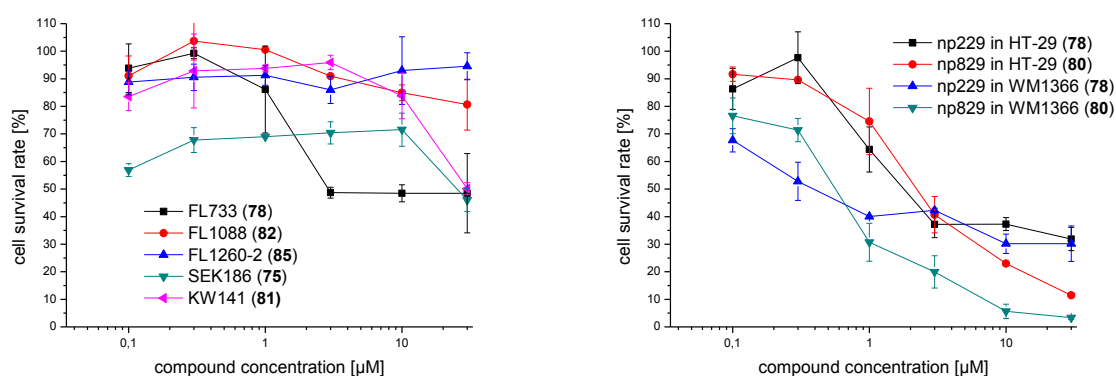 110
100
90
80
70
60
50
40
30
20
10
0
cell survival rate [%]
FL733 (78)
FL1088 (82)
FL1260-2 (85)
SEK186 (75)
KW141 (81)
0,1
1
10
compound concentration [µM]
110
100
90
80
70
60
50
40
30
20
10
0
cell survival rate [%]
np229 in HT-29 (78)
np829 in HT-29 (80)
np229 in WM1366 (78)
np829 in WM1366 (80)
0,1
1
10
compound concentration [µM]